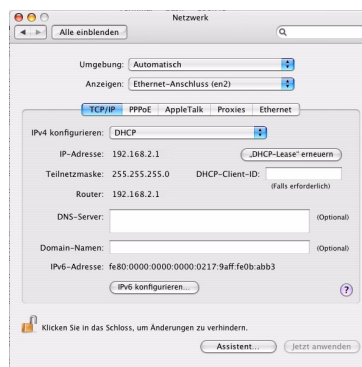 Netzwerk
Alle einblenden
Umgebung: Automatisch
Anzeigen: Ethernet-Anschluss (en2)
TCP/IP PPPoE AppleTalk Proxies Ethernet
IPv4 konfigurieren: DHCP
IP-Adresse: 192.168.2.1 „DHCP-Lease" erneuern
Teilnetzmaske: 255.255.255.0 DHCP-Client-ID:
(Falls erforderlich)
Router: 192.168.2.1
DNS-Server: (Optional)
Domain-Namen: (Optional)
IPv6-Adresse: fe80:0000:0000:0000:0217:9aff:fe0b:abb3
IPv6 konfigurieren... ?
Klicken Sie in das Schloss, um Änderungen zu verhindern.
Assistent... Jetzt anwenden